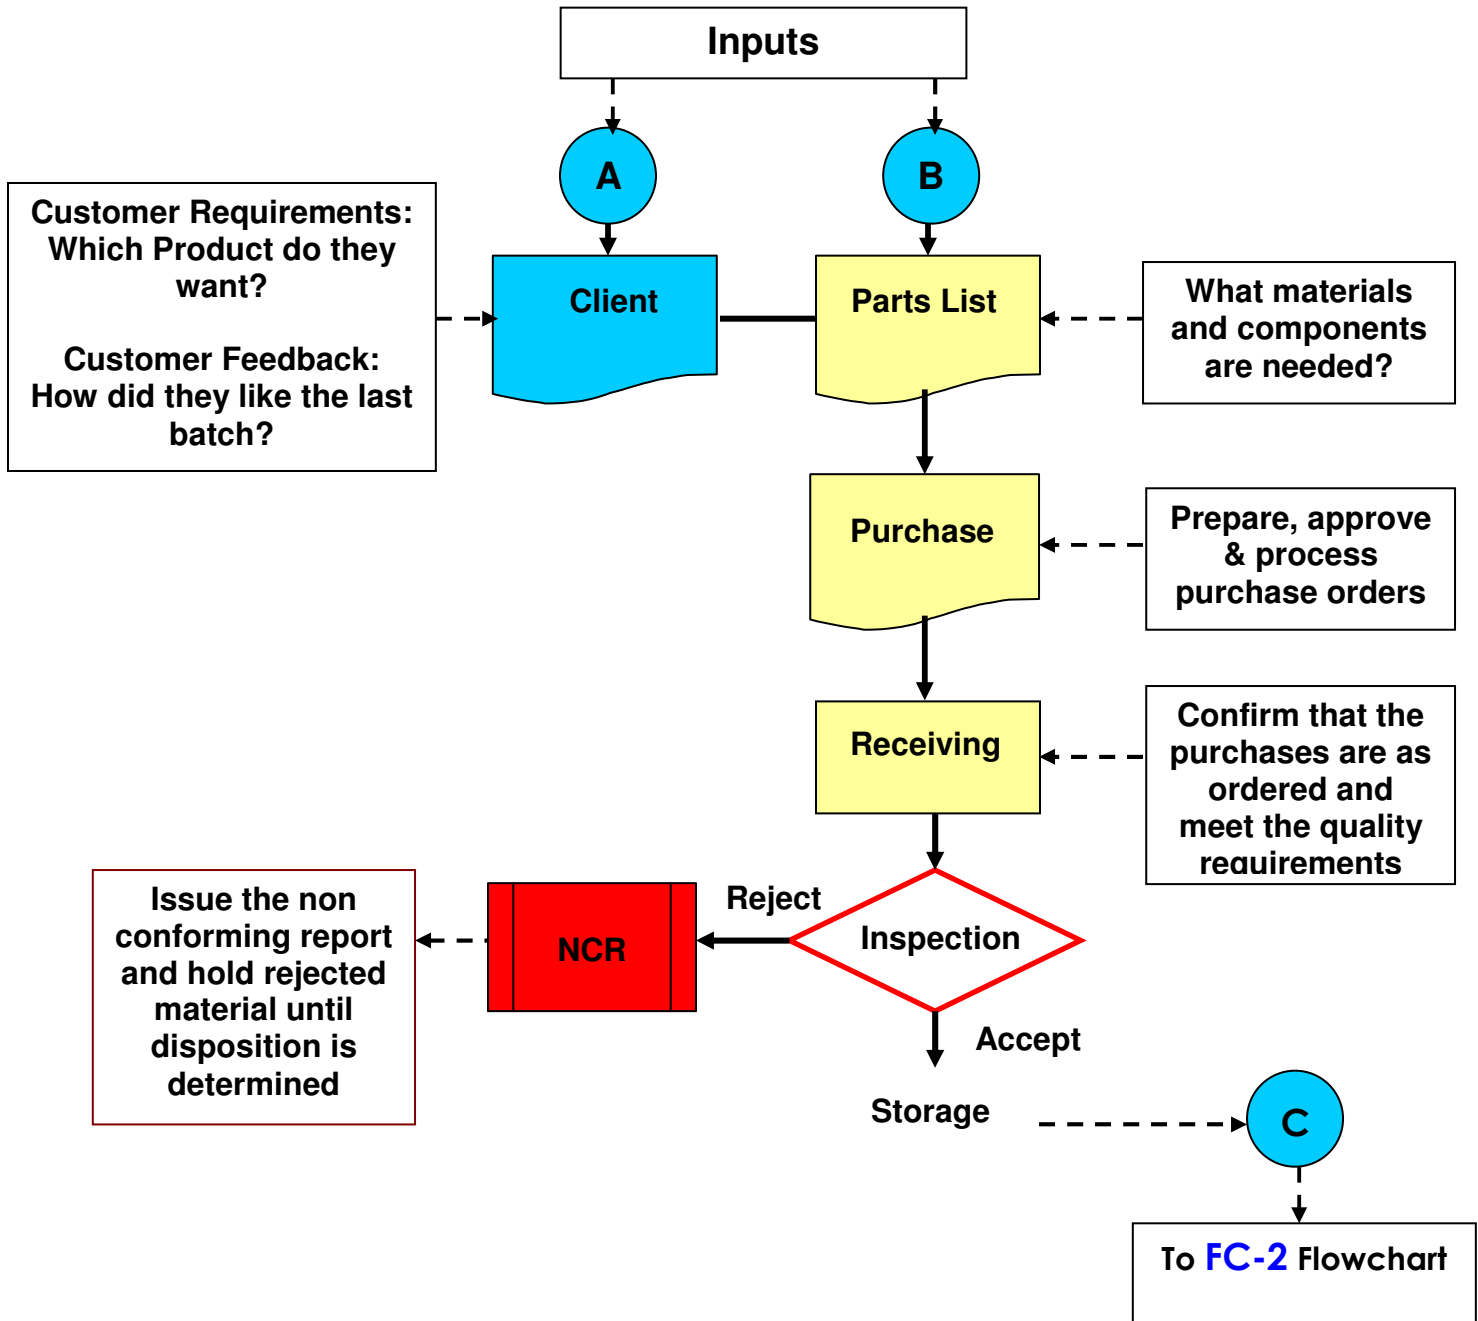 Inputs
A
B
Customer Requirements:
Which Product do they
want?
Customer Feedback:
How did they like the last
batch?
Client
Parts List
What materials
and components
are needed?
Purchase
Prepare, approve
& process
purchase orders
Receiving
Confirm that the
purchases are as
ordered and
meet the quality
requirements
Issue the non
conforming report
and hold rejected
material until
disposition is
determined
NCR
Reject
Inspection
Accept
Storage
C
To FC-2 Flowchart